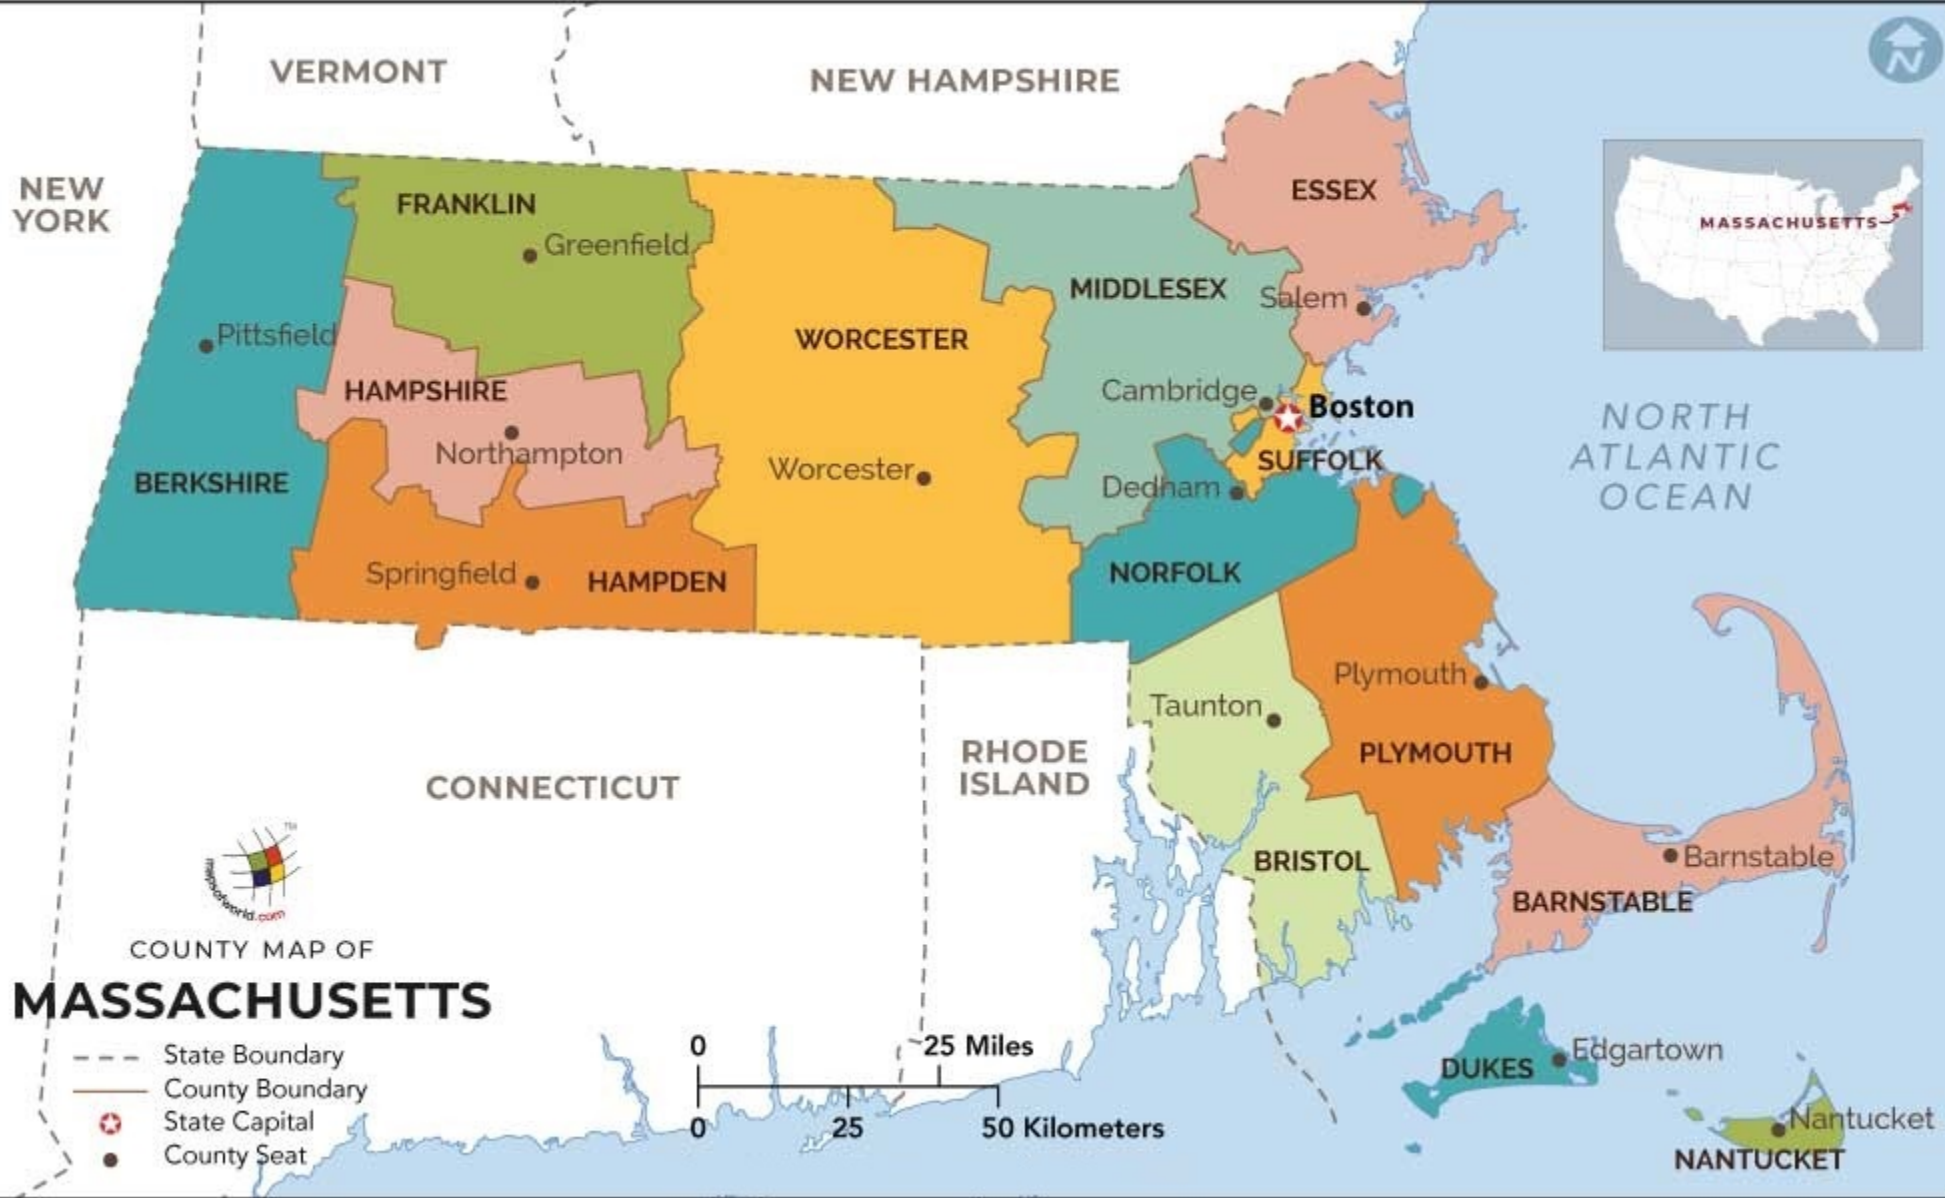 VERMONT
NEW HAMPSHIRE
N
NEW
YORK
FRANKLIN
Greenfield
ESSEX
MASSACHUSETTS
Pittsfield
MIDDLESEX
Salem
WORCESTER
HAMPSHIRE
Cambridge
Boston
NORTH
ATLANTIC
OCEAN
Northampton
Worcester
SUFFOLK
BERKSHIRE
Dedham
Springfield
HAMPDEN
NORFOLK
Plymouth
Taunton
RHODE
ISLAND
PLYMOUTH
CONNECTICUT
TM
mapsofworld.com
BRISTOL
Barnstable
BARNSTABLE
COUNTY MAP OF
MASSACHUSETTS
State Boundary
County Boundary
State Capital
County Seat
0 25 Miles
0 25 50 Kilometers
Edgartown
DUKES
Nantucket
NANTUCKET